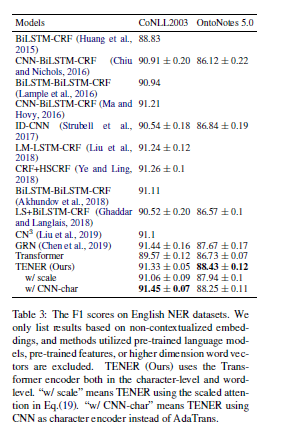 Models CoNLL2003 OntoNotes 5.0
BiLSTM-CRF (Huang et al., 88.83
2015)
CNN-BiLSTM-CRF (Chiu 90.91 ± 0.20 86.12 ± 0.22
and Nichols, 2016)
BiLSTM-BiLSTM-CRF 90.94
(Lample et al., 2016)
CNN-BiLSTM-CRF (Ma and 91.21
Hovy, 2016)
ID-CNN (Strubell et al., 90.54 ± 0.18 86.84 ± 0.19
2017)
LM-LSTM-CRF (Liu et al., 91.24 ± 0.12
2018)
CRF+HSCRF (Ye and Ling, 91.26 ± 0.1
2018)
BiLSTM-BiLSTM-CRF 91.11
(Akhundov et al., 2018)
LS+BiLSTM-CRF (Ghaddar 90.52 ± 0.20 86.57 ± 0.1
and Langlais, 2018)
CN³ (Liu et al., 2019) 91.1
GRN (Chen et al., 2019) 91.44 ± 0.16 87.67 ± 0.17
Transformer 89.57 ± 0.12 86.73 ± 0.07
TENER (Ours) 91.33 ± 0.05 88.43 ± 0.12
w/ scale 91.06 ± 0.09 87.94 ± 0.1
w/ CNN-char 91.45 ± 0.07 88.25 ± 0.11
Table 3: The F1 scores on English NER datasets. We
only list results based on non-contextualized embed-
dings, and methods utilized pre-trained language mod-
els, pre-trained features, or higher dimension word vec-
tors are excluded. TENER (Ours) uses the Trans-
former encoder both in the character-level and word-
level. “w/ scale” means TENER using the scaled atten-
tion in Eq.(19). “w/ CNN-char” means TENER using
CNN as character encoder instead of AdaTrans.